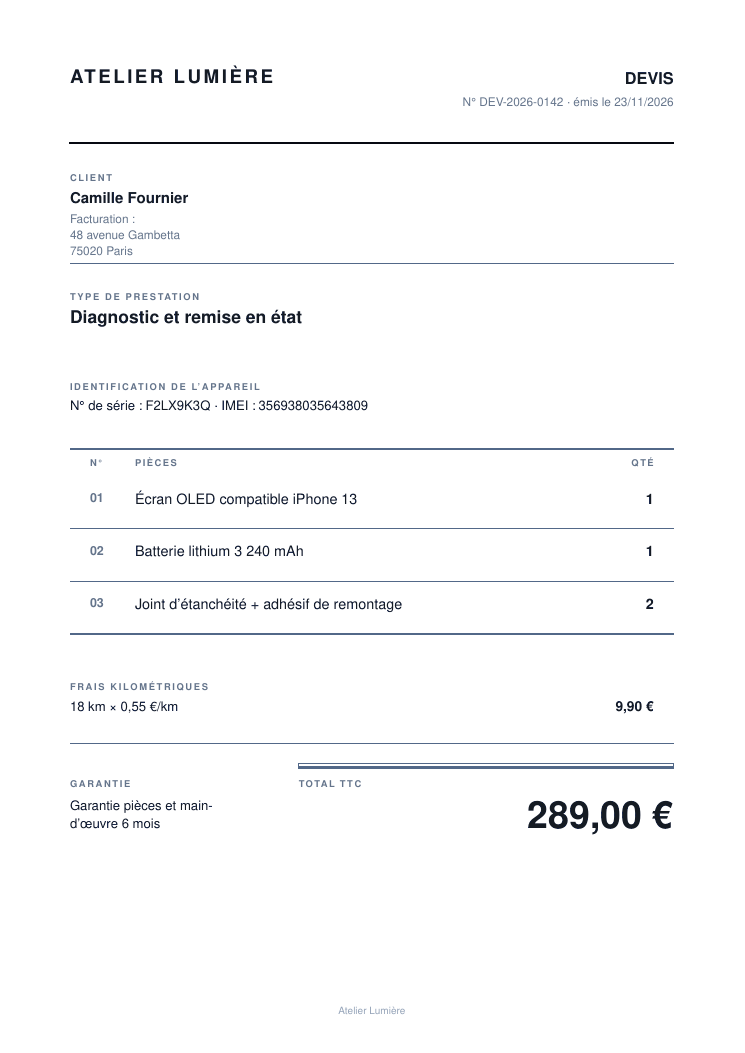 ATELIER LUMIÈRE
DEVIS
N° DEV-2026-0142 · émis le 23/11/2026
CLIENT
Camille Fournier
Facturation :
48 avenue Gambetta
75020 Paris
TYPE DE PRESTATION
Diagnostic et remise en état
IDENTIFICATION DE L’APPAREIL
N° de série : F2LX9K3Q · IMEI : 356938035643809
N° PIÈCES QTÉ
01 Écran OLED compatible iPhone 13 1
02 Batterie lithium 3 240 mAh 1
03 Joint d’étanchéité + adhésif de remontage 2
FRAIS KILOMÉTRIQUES
18 km × 0,55 €/km 9,90 €
GARANTIE
Garantie pièces et main-
d’œuvre 6 mois
TOTAL TTC
289,00 €
Atelier Lumière